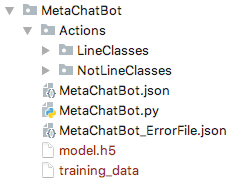 MetaChatBot
Actions
LineClasses
NotLineClasses
MetaChatBot.json
MetaChatBot.py
MetaChatBot_ErrorFile.json
model.h5
training_data